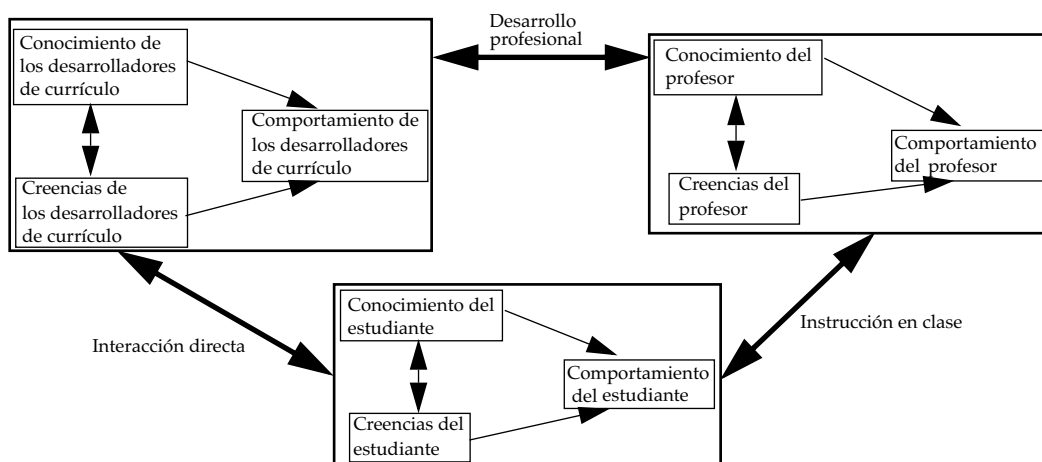 Desarrollo
profesional
Conocimiento de
los desarrolladores
de currículo
Comportamiento de
los desarrolladores
de currículo
Creencias de
los desarrolladores
de currículo
Conocimiento del
profesor
Comportamiento
del profesor
Creencias del
profesor
Interacción directa
Instrucción en clase
Conocimiento del
estudiante
Comportamiento
del estudiante
Creencias del
estudiante